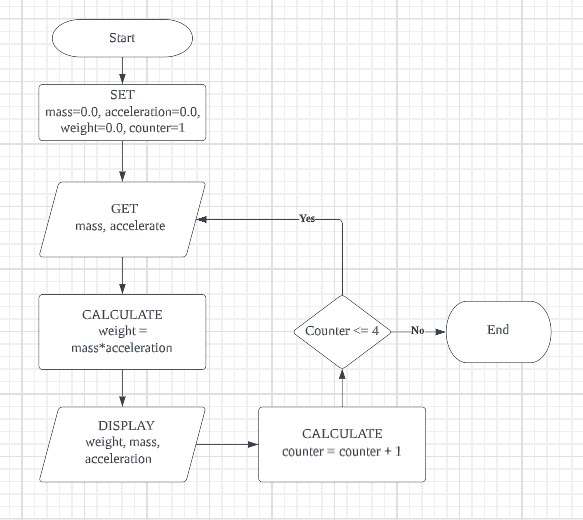 Start
SET
mass=0.0, acceleration=0.0,
weight=0.0, counter=1
GET
mass, accelerate
Yes
CALCULATE
weight =
mass*acceleration
Counter <= 4
No
End
DISPLAY
weight, mass,
acceleration
CALCULATE
counter = counter + 1